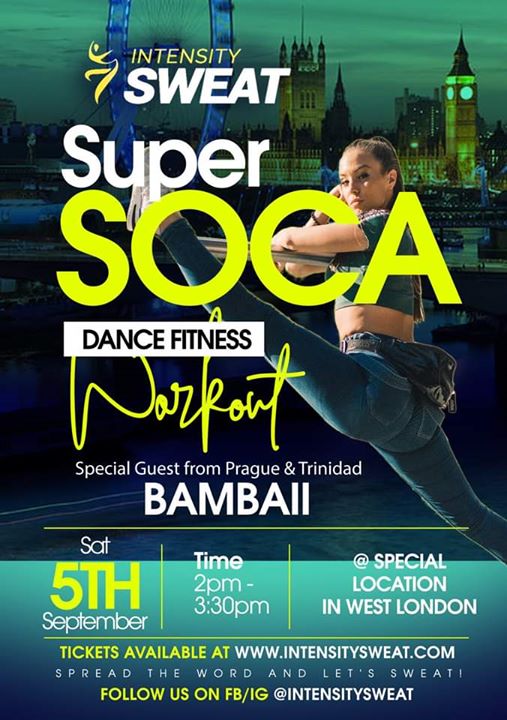 INTENSITY
SWEAT
Super
SOCA
DANCE FITNESS
Workout
Special Guest from Prague & Trinidad
BAMBAII
Sat
5TH
September
Time
2pm -
3:30pm
@ SPECIAL
LOCATION
IN WEST LONDON
TICKETS AVAILABLE AT WWW.INTENSITYSWEAT.COM
SPREAD THE WORD AND LET'S SWEAT!
FOLLOW US ON FB/IG @INTENSITYSWEAT